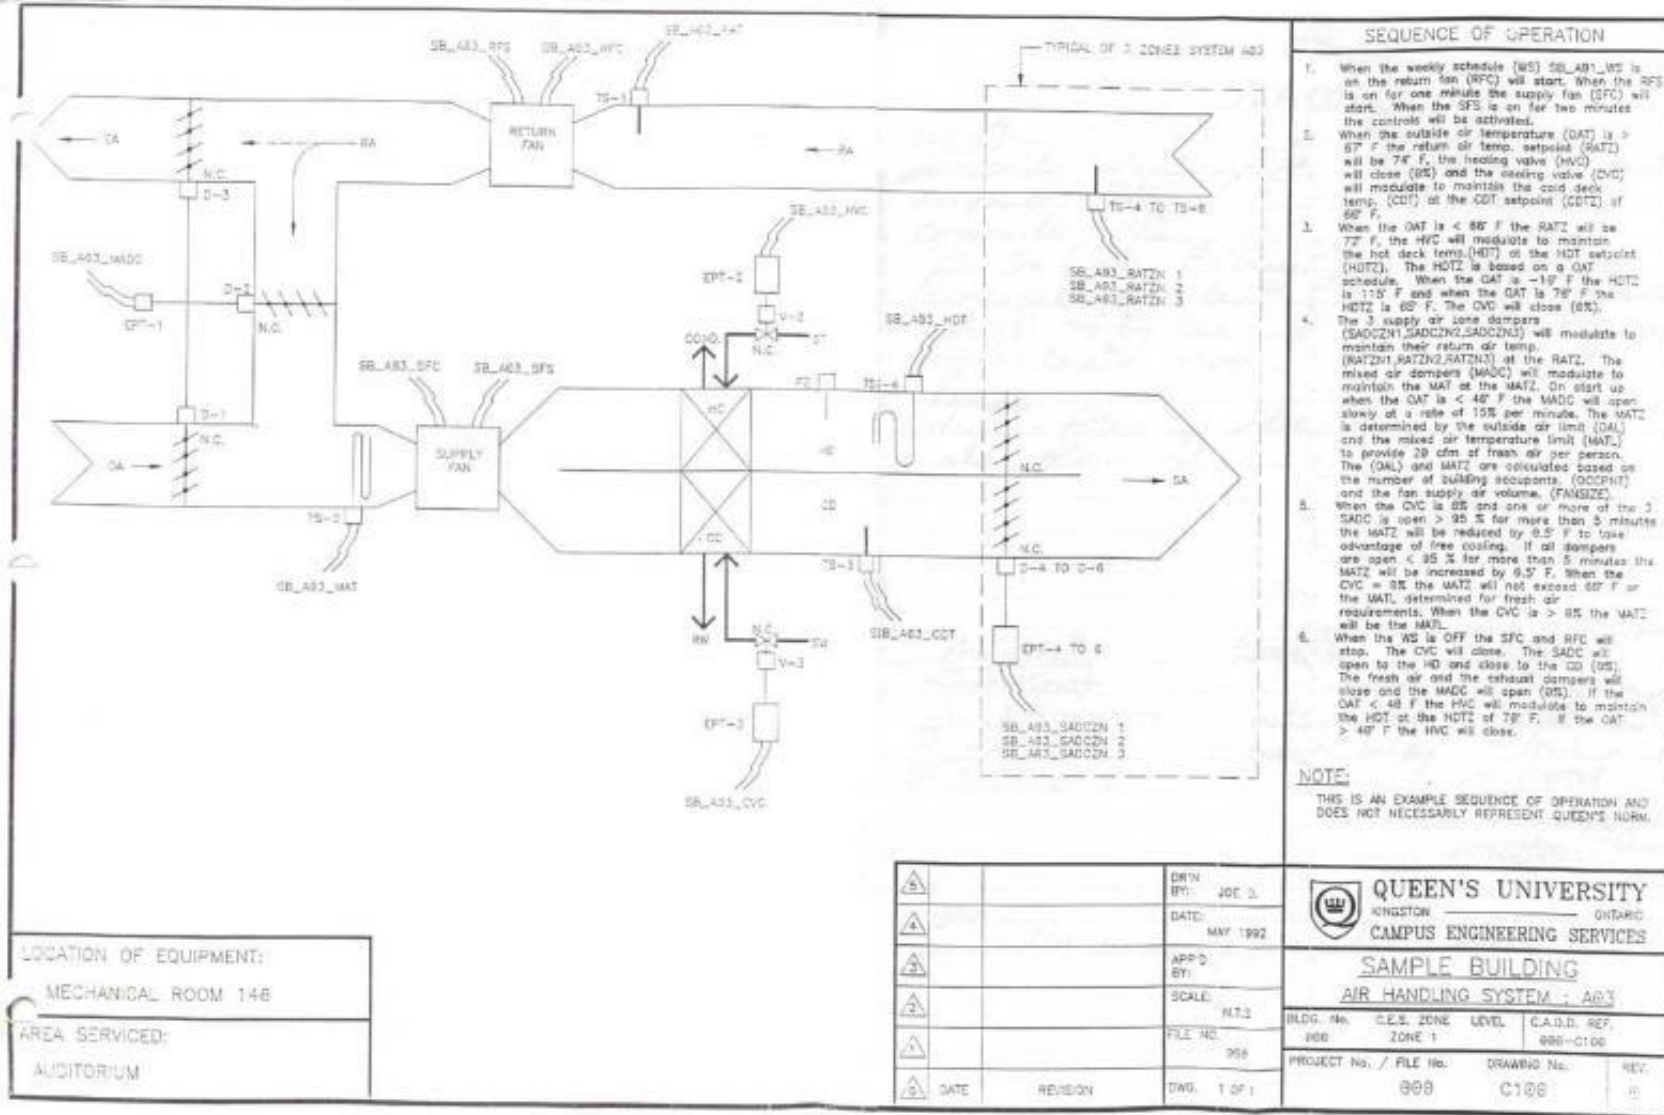 SB_A03_RFS
SB_A03_RFC
SB_A03_RAT
TYPICAL OF 3 ZONES SYSTEM A03
TS-1
RETURN
FAN
RA
RA
N.C.
D-3
TS-4 TO TS-6
SB_A03_RATZN 1
SB_A03_RATZN 2
SB_A03_RATZN 3
SB_A03_HVC
EPT-2
V-2
N.C.
ST
COND.
SB_A03_HDT
SB_A03_MADC
EPT-1
D-2
N.O.
SB_A03_SFC
SB_A03_SFS
D-1
N.C.
OA
SUPPLY
FAN
HC
HD
N.C.
SA
CC
CD
N.C.
SB_A03_MAT
TS-3
D-4 TO D-6
RW
N.C.
SW
V-3
EPT-3
EPT-4 TO 6
SB_A03_SADCZN 1
SB_A03_SADCZN 2
SB_A03_SADCZN 3
SB_A03_CVC
SEQUENCE OF OPERATION
1. When the weekly schedule (WS) SB_A01_WS is
on the return fan (RFC) will start. When the RFS
is on for one minute the supply fan (SFC) will
start. When the SFS is on for two minutes
the controls will be activated.
2. When the outside air temperature (OAT) is >
67° F the return air temp. setpoint (RATZ)
will be 74° F, the heating valve (HVC)
will close (0%) and the cooling valve (CVC)
will modulate to maintain the cold deck
temp. (CDT) at the CDT setpoint (CDTZ) of
F.
3. When the OAT is < 66° F the RATZ will be
72° F, the HVC will modulate to maintain
the hot deck temp.(HDT) at the HDT setpoint
(HDTZ). The HDTZ is based on a OAT
schedule. When the OAT is F the HDTZ
is 115° F and when the OAT is 70° F the
HDTZ is 65° F. The CVC will close (0%).
4. The 3 supply air zone dampers
(SADCZN1,SADCZN2,SADCZN3) will modulate to
maintain their return air temp.
(RATZN1,RATZN2,RATZN3) at the RATZ. The
mixed air dampers (MADC) will modulate to
maintain the MAT at the MATZ. On start up
when the OAT is < 40° F the MADC will open
slowly at a rate of 15% per minute. The MATZ
is determined by the outside air limit (OAL)
and the mixed air temperature limit (MATL)
to provide 20 cfm of fresh air per person.
The (OAL) and MATZ are calculated based on
the number of building occupants. (OCCPNT)
and the fan supply air volume. (FANSIZE).
5. When the CVC is 0% and one or more of the 3
SADC is open > 95 % for more than 5 minutes
the MATZ will be reduced by 0.5° F to take
advantage of free cooling. If all dampers
are open < 95 % for more than 5 minutes the
MATZ will be increased by 0.5° F. When the
CVC = 0% the MATZ will not exceed F or
the MATL determined for fresh air
requirements. When the CVC is > 0% the MATZ
will be the MATL.
6. When the WS is OFF the SFC and RFC will
stop. The CVC will close. The SADC will
open to the HD and close to the CD (0%).
The fresh air and the exhaust dampers will
close and the MADC will open (0%). If the
OAT < 40 F the HVC will modulate to maintain
the HDT at the HDTZ of 70° F. If the OAT
> 40° F the HVC will close.
NOTE:
THIS IS AN EXAMPLE SEQUENCE OF OPERATION AND
DOES NOT NECESSARILY REPRESENT QUEEN'S NORM.
LOCATION OF EQUIPMENT:
MECHANICAL ROOM 146
AREA SERVICED:
AUDITORIUM
5
4
3
2
1
0 DATE REVISION
DR'N
BY: JOE D.
DATE:
MAY 1992
APP'D
BY:
SCALE:
N.T.S
FILE NO.
DWG. 1 OF 1
QUEEN'S UNIVERSITY
KINGSTON ONTARIO
CAMPUS ENGINEERING SERVICES
SAMPLE BUILDING
AIR HANDLING SYSTEM : A03
BLDG. No. C.E.S. ZONE LEVEL C.A.D.D. REF.
000 ZONE 1 000-C106
PROJECT No. / FILE No. DRAWING No. REV.
000 C106